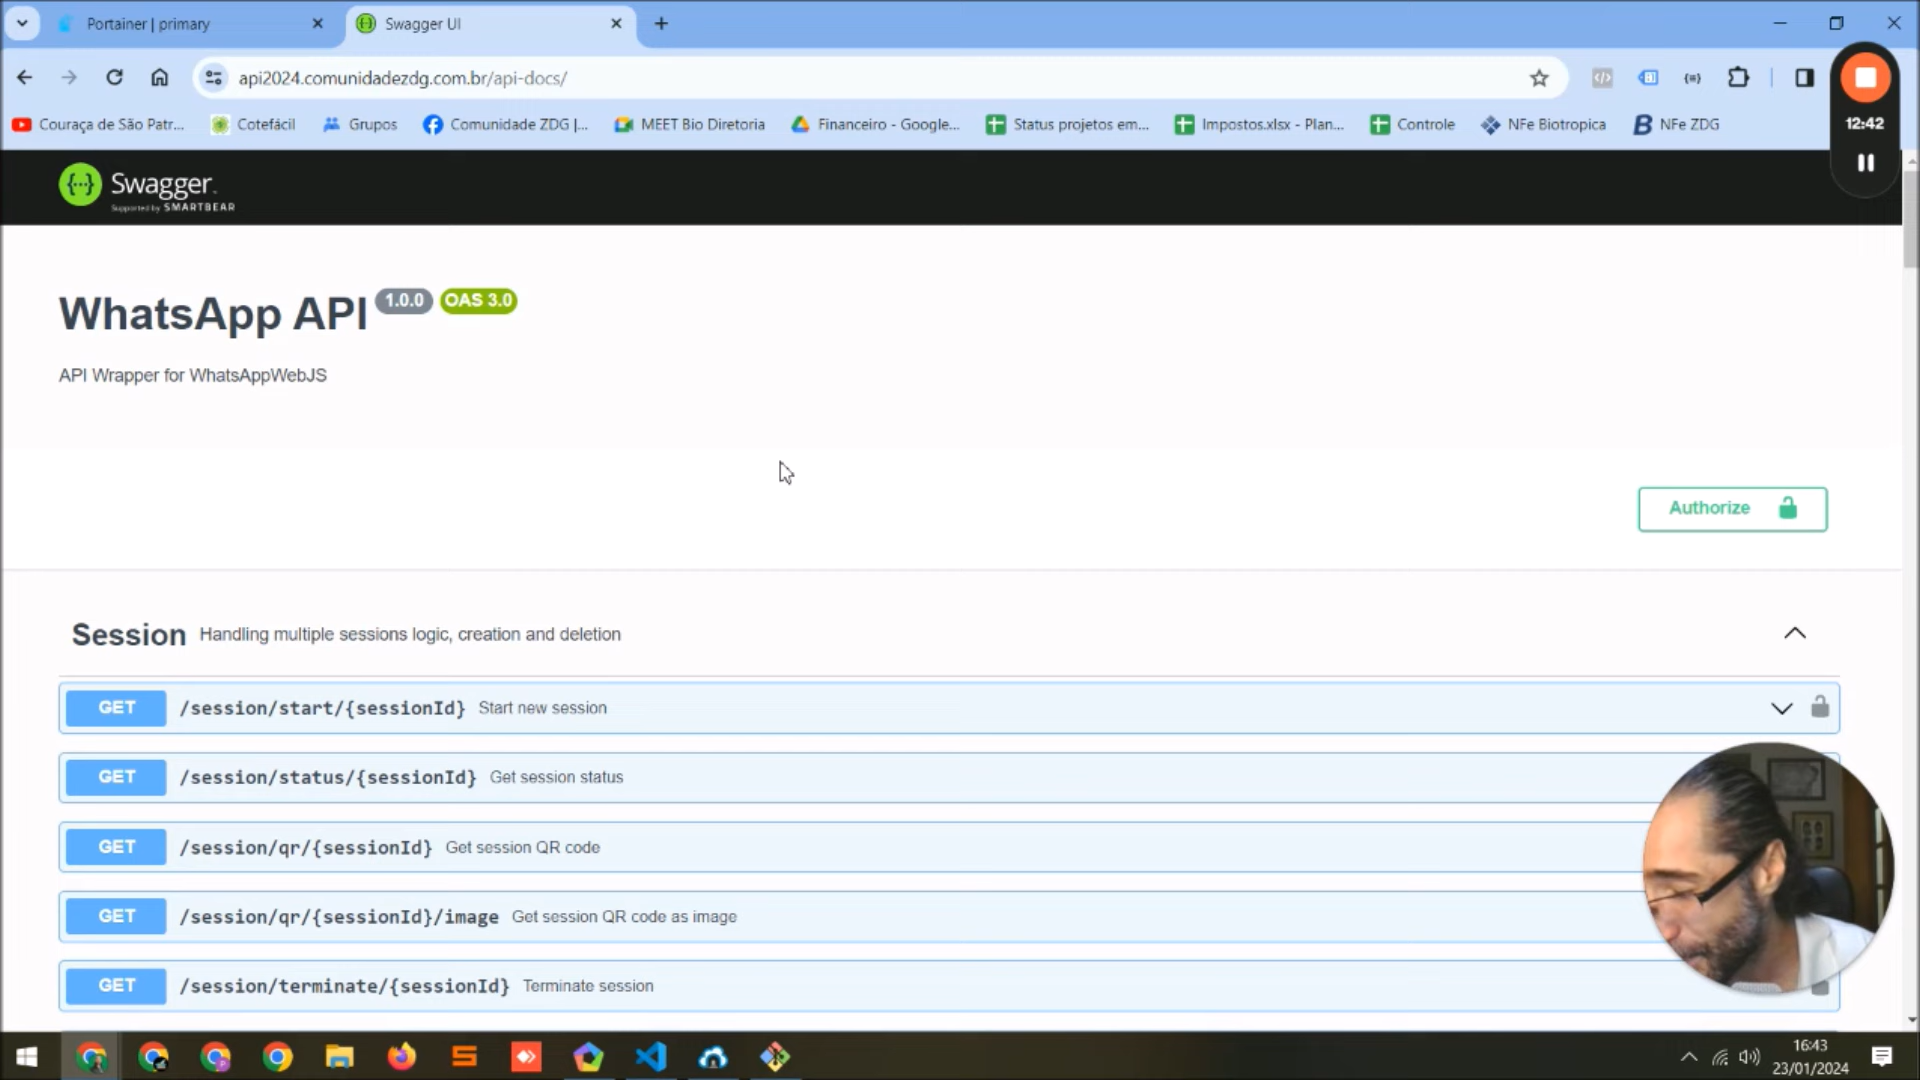 Portainer | primary
Swagger UI
api2024.comunidadezdg.com.br/api-docs/
Couraça de São Patr...
Cotefácil
Grupos
Comunidade ZDG |...
MEET Bio Diretoria
Financeiro - Google...
Status projetos em...
Impostos.xlsx - Plan...
Controle
NFe Biotropica
NFe ZDG
12:42
Swagger
Supported by SMARTBEAR
WhatsApp API 1.0.0 OAS 3.0
API Wrapper for WhatsAppWebJS
Authorize
Session Handling multiple sessions logic, creation and deletion
GET /session/start/{sessionId} Start new session
GET /session/status/{sessionId} Get session status
GET /session/qr/{sessionId} Get session QR code
GET /session/qr/{sessionId}/image Get session QR code as image
GET /session/terminate/{sessionId} Terminate session
16:43
23/01/2024